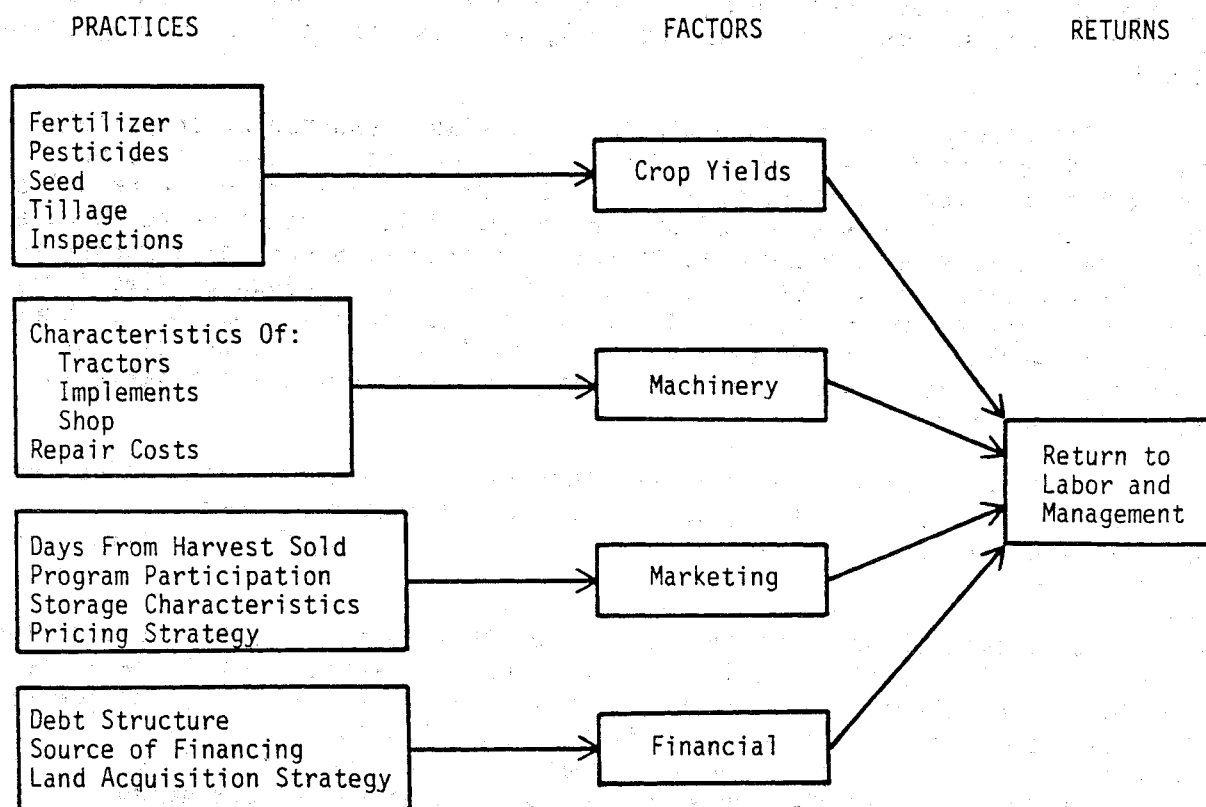 PRACTICES FACTORS RETURNS
Fertilizer
Pesticides
Seed
Tillage
Inspections
Crop Yields
Characteristics Of:
Tractors
Implements
Shop
Repair Costs
Machinery
Return to
Labor and
Management
Days From Harvest Sold
Program Participation
Storage Characteristics
Pricing Strategy
Marketing
Debt Structure
Source of Financing
Land Acquisition Strategy
Financial